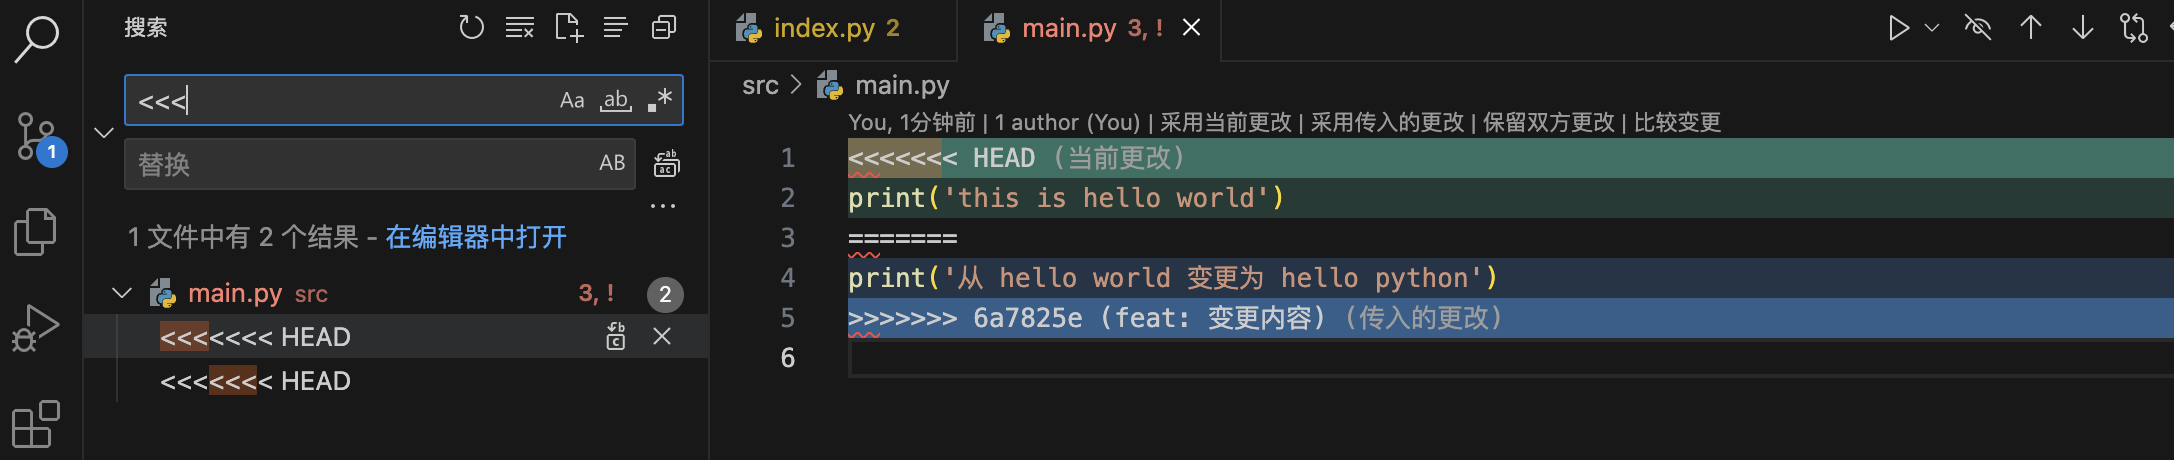 搜索
<<<
Aa ab .*
替换
AB
1 文件中有 2 个结果 - 在编辑器中打开
main.py src 3, ! 2
<<<<<<< HEAD
<<<<<<< HEAD
1
index.py 2
main.py 3, !
src > main.py
You, 1分钟前 | 1 author (You) | 采用当前更改 | 采用传入的更改 | 保留双方更改 | 比较变更
1 <<<<<<< HEAD (当前更改)
2 print('this is hello world')
3 =======
4 print('从 hello world 变更为 hello python')
5 >>>>>>> 6a7825e (feat: 变更内容) (传入的更改)
6